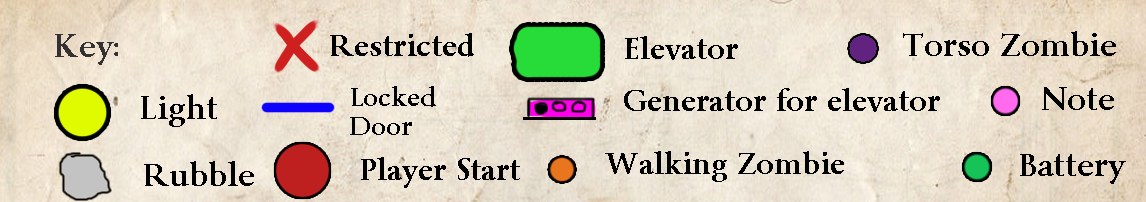 Key:
Restricted
Elevator
Torso Zombie
Light
Locked
Door
Generator for elevator
Note
Rubble
Player Start
Walking Zombie
Battery